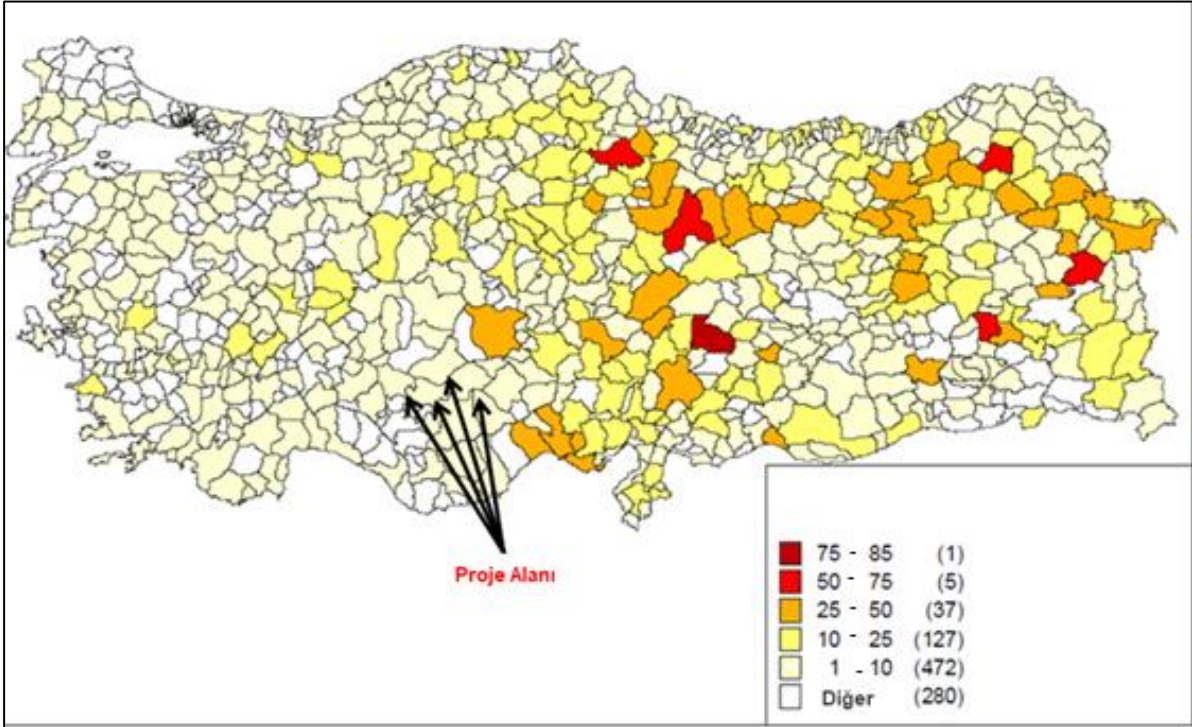 Proje Alanı
75 - 85 (1)
50 - 75 (5)
25 - 50 (37)
10 - 25 (127)
1 - 10 (472)
Diğer (280)